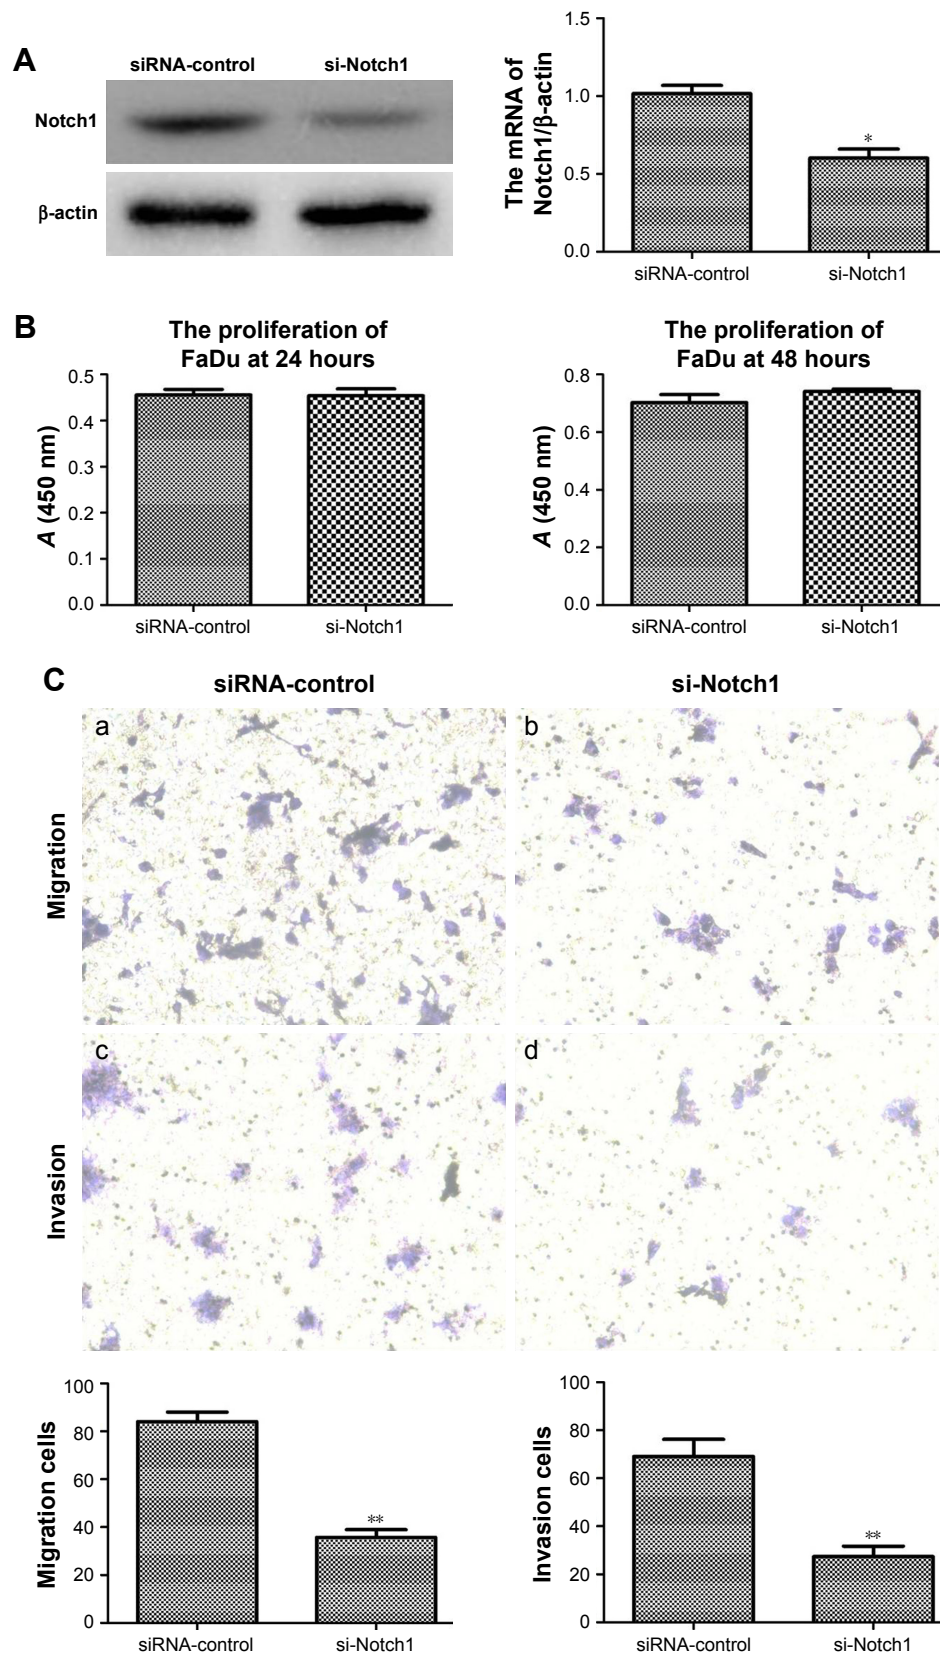 A
siRNA-control si-Notch1
Notch1
β-actin
The mRNA of
Notch1/β-actin
1.5
1.0
0.5
0.0
*
siRNA-control si-Notch1
B
The proliferation of
FaDu at 24 hours
A (450 nm)
0.5
0.4
0.3
0.2
0.1
0.0
siRNA-control si-Notch1
The proliferation of
FaDu at 48 hours
A (450 nm)
0.8
0.6
0.4
0.2
0.0
siRNA-control si-Notch1
C
siRNA-control si-Notch1
Migration
a b
Invasion
c d
Migration cells
100
80
60
40
20
0
**
siRNA-control si-Notch1
Invasion cells
100
80
60
40
20
0
**
siRNA-control si-Notch1